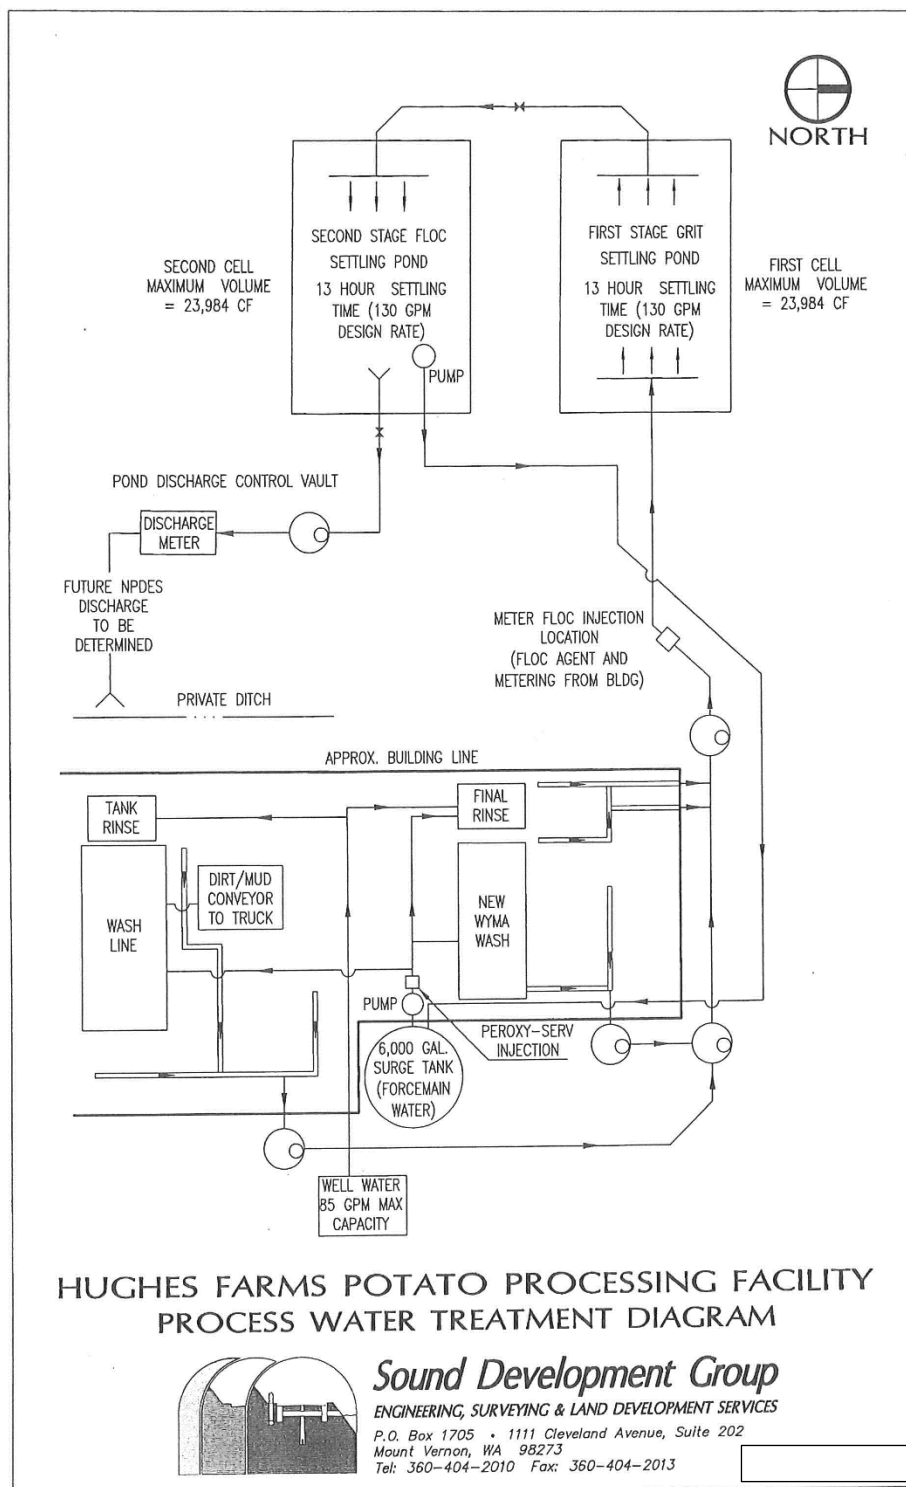 NORTH
SECOND STAGE FLOC
SETTLING POND
13 HOUR SETTLING
TIME (130 GPM
DESIGN RATE)
PUMP
FIRST STAGE GRIT
SETTLING POND
13 HOUR SETTLING
TIME (130 GPM
DESIGN RATE)
SECOND CELL
MAXIMUM VOLUME
= 23,984 CF
FIRST CELL
MAXIMUM VOLUME
= 23,984 CF
POND DISCHARGE CONTROL VAULT
DISCHARGE
METER
FUTURE NPDES
DISCHARGE
TO BE
DETERMINED
METER FLOC INJECTION
LOCATION
(FLOC AGENT AND
METERING FROM BLDG)
PRIVATE DITCH
APPROX. BUILDING LINE
TANK
RINSE
FINAL
RINSE
WASH
LINE
DIRT/MUD
CONVEYOR
TO TRUCK
NEW
WYMA
WASH
PUMP
PEROXY-SERV
INJECTION
6,000 GAL.
SURGE TANK
(FORCEMAIN
WATER)
WELL WATER
85 GPM MAX
CAPACITY
HUGHES FARMS POTATO PROCESSING FACILITY
PROCESS WATER TREATMENT DIAGRAM
Sound Development Group
ENGINEERING, SURVEYING & LAND DEVELOPMENT SERVICES
P.O. Box 1705 • 1111 Cleveland Avenue, Suite 202
Mount Vernon, WA 98273
Tel: 360-404-2010 Fax: 360-404-2013